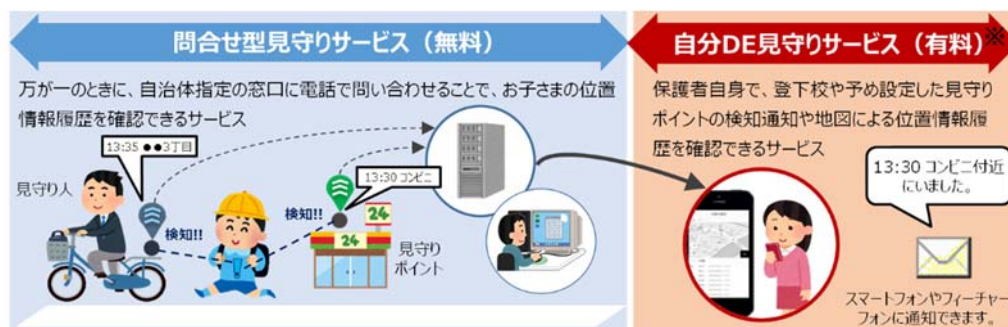 問合せ型見守りサービス（無料）
万が一のときに、自治体指定の窓口に電話で問い合わせることで、お子さまの位置
情報履歴を確認できるサービス
13:35 ●●3丁目
見守り人
検知!!
検知!!
13:30 コンビニ
24
24
見守り
ポイント
自分DE見守りサービス（有料）※
保護者自身で、登下校や予め設定した見守り
ポイントの検知通知や地図による位置情報履
歴を確認できるサービス
13:30 コンビニ付近
にいました。
スマートフォンやフィーチャー
フォンに通知できます。